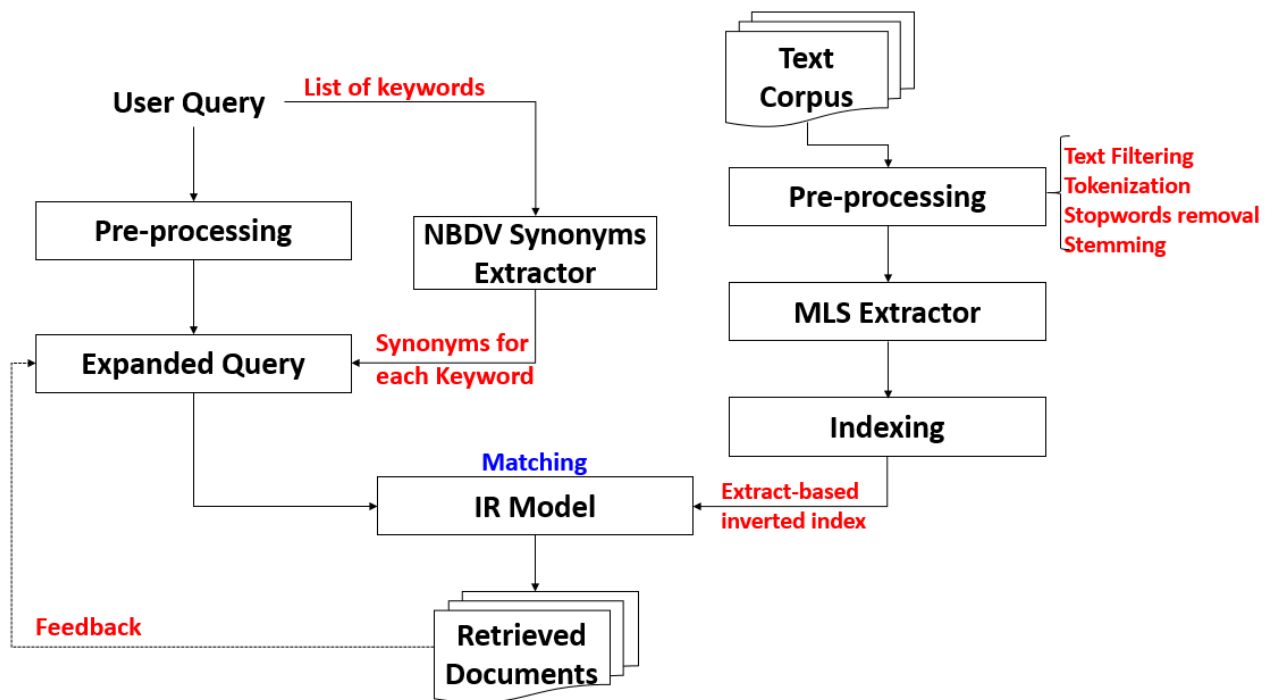 User Query
List of keywords
Pre-processing
NBDV Synonyms
Extractor
Synonyms for
each Keyword
Expanded Query
Text
Corpus
Pre-processing
Text Filtering
Tokenization
Stopwords removal
Stemming
MLS Extractor
Indexing
Extract-based
inverted index
Matching
IR Model
Retrieved
Documents
Feedback